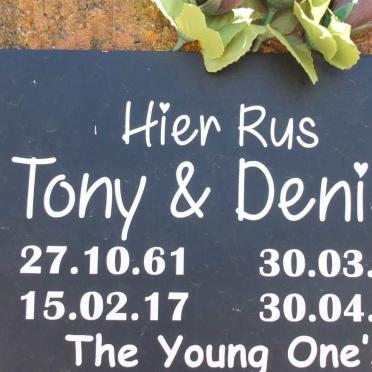 Hier Rus
Tony & Deni
27.10.61 30.03.
15.02.17 30.04.
The Young One'